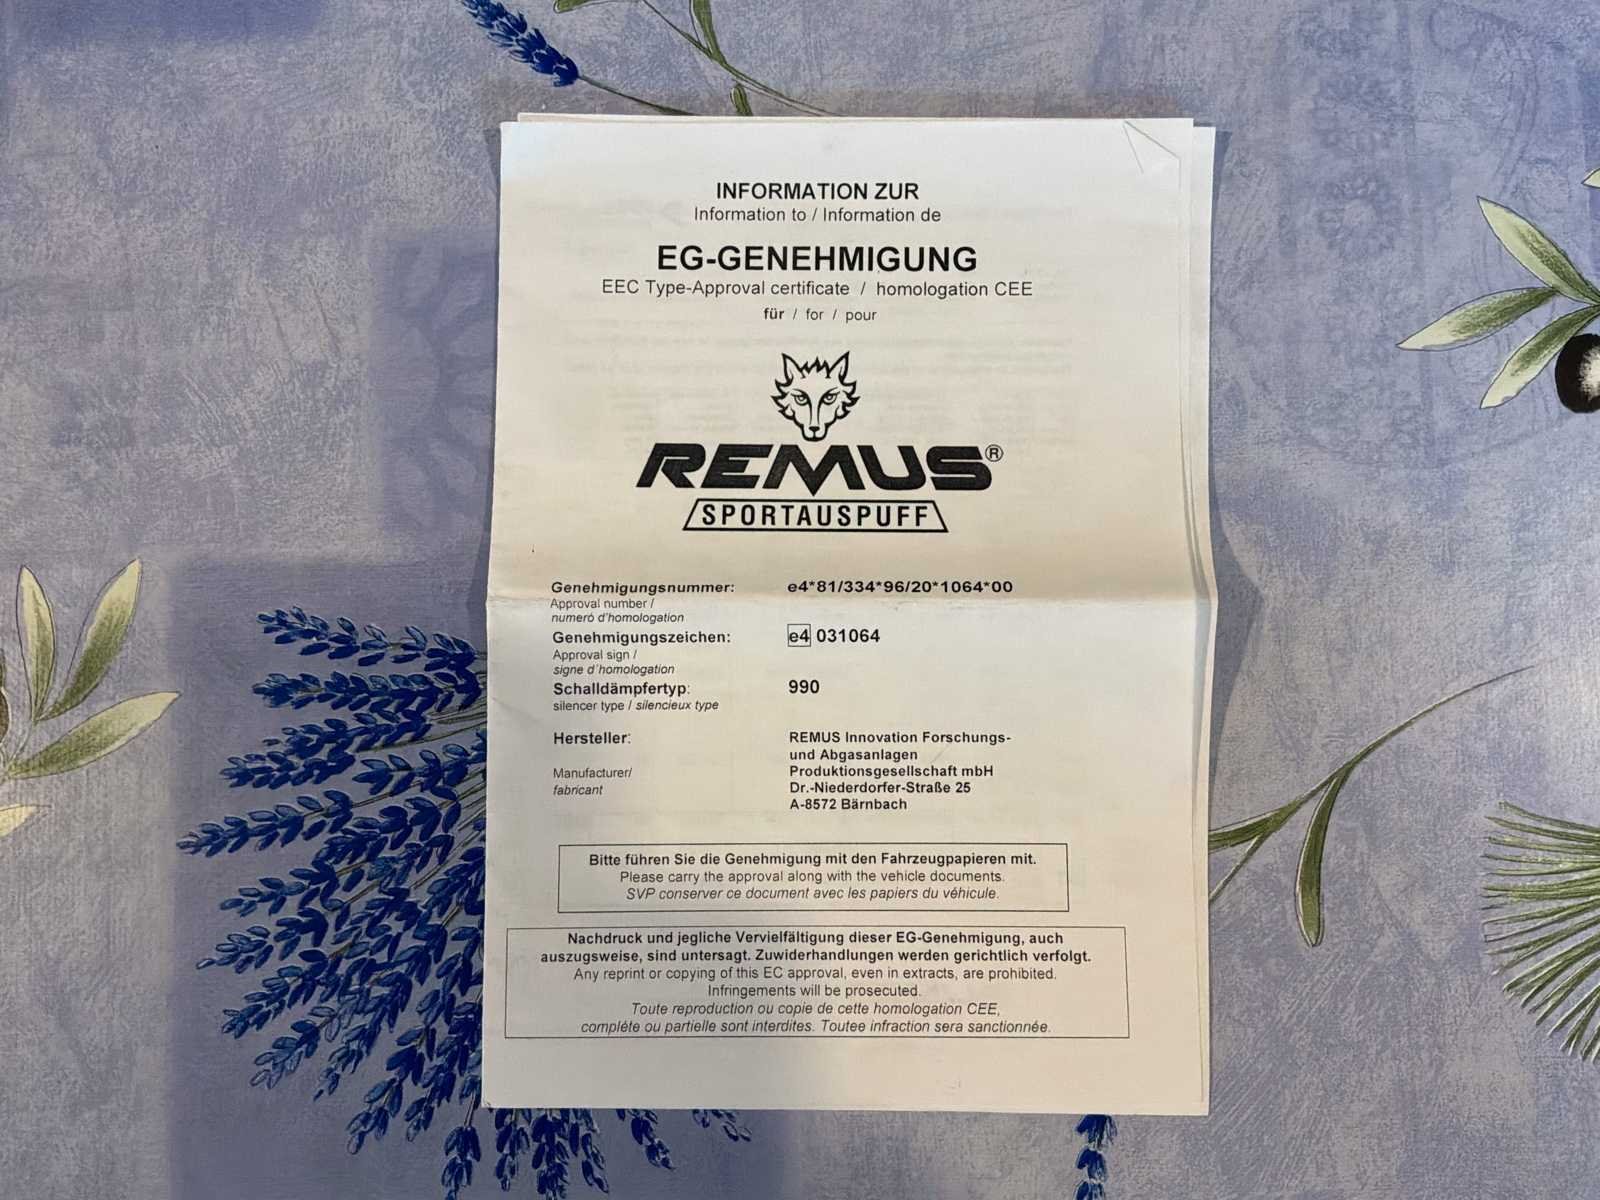 INFORMATION ZUR
Information to / Information de
EG-GENEHMIGUNG
EEC Type-Approval certificate / homologation CEE
für / for / pour
REMUS®
SPORTAUSPUFF
Genehmigungsnummer: e4*81/334*96/20*1064*00
Approval number /
numeró d'homologation
Genehmigungszeichen: e4 031064
Approval sign /
signe d´homologation
Schalldämpfertyp: 990
silencer type / silencieux type
Hersteller: REMUS Innovation Forschungs-
und Abgasanlagen
Manufacturer/ Produktionsgesellschaft mbH
fabricant Dr.-Niederdorfer-Straße 25
A-8572 Bärnbach
Bitte führen Sie die Genehmigung mit den Fahrzeugpapieren mit.
Please carry the approval along with the vehicle documents.
SVP conserver ce document avec les papiers du véhicule.
Nachdruck und jegliche Vervielfältigung dieser EG-Genehmigung, auch
auszugsweise, sind untersagt. Zuwiderhandlungen werden gerichtlich verfolgt.
Any reprint or copying of this EC approval, even in extracts, are prohibited.
Infringements will be prosecuted.
Toute reproduction ou copie de cette homologation CEE,
complète ou partielle sont interdites. Toutee infraction sera sanctionnée.